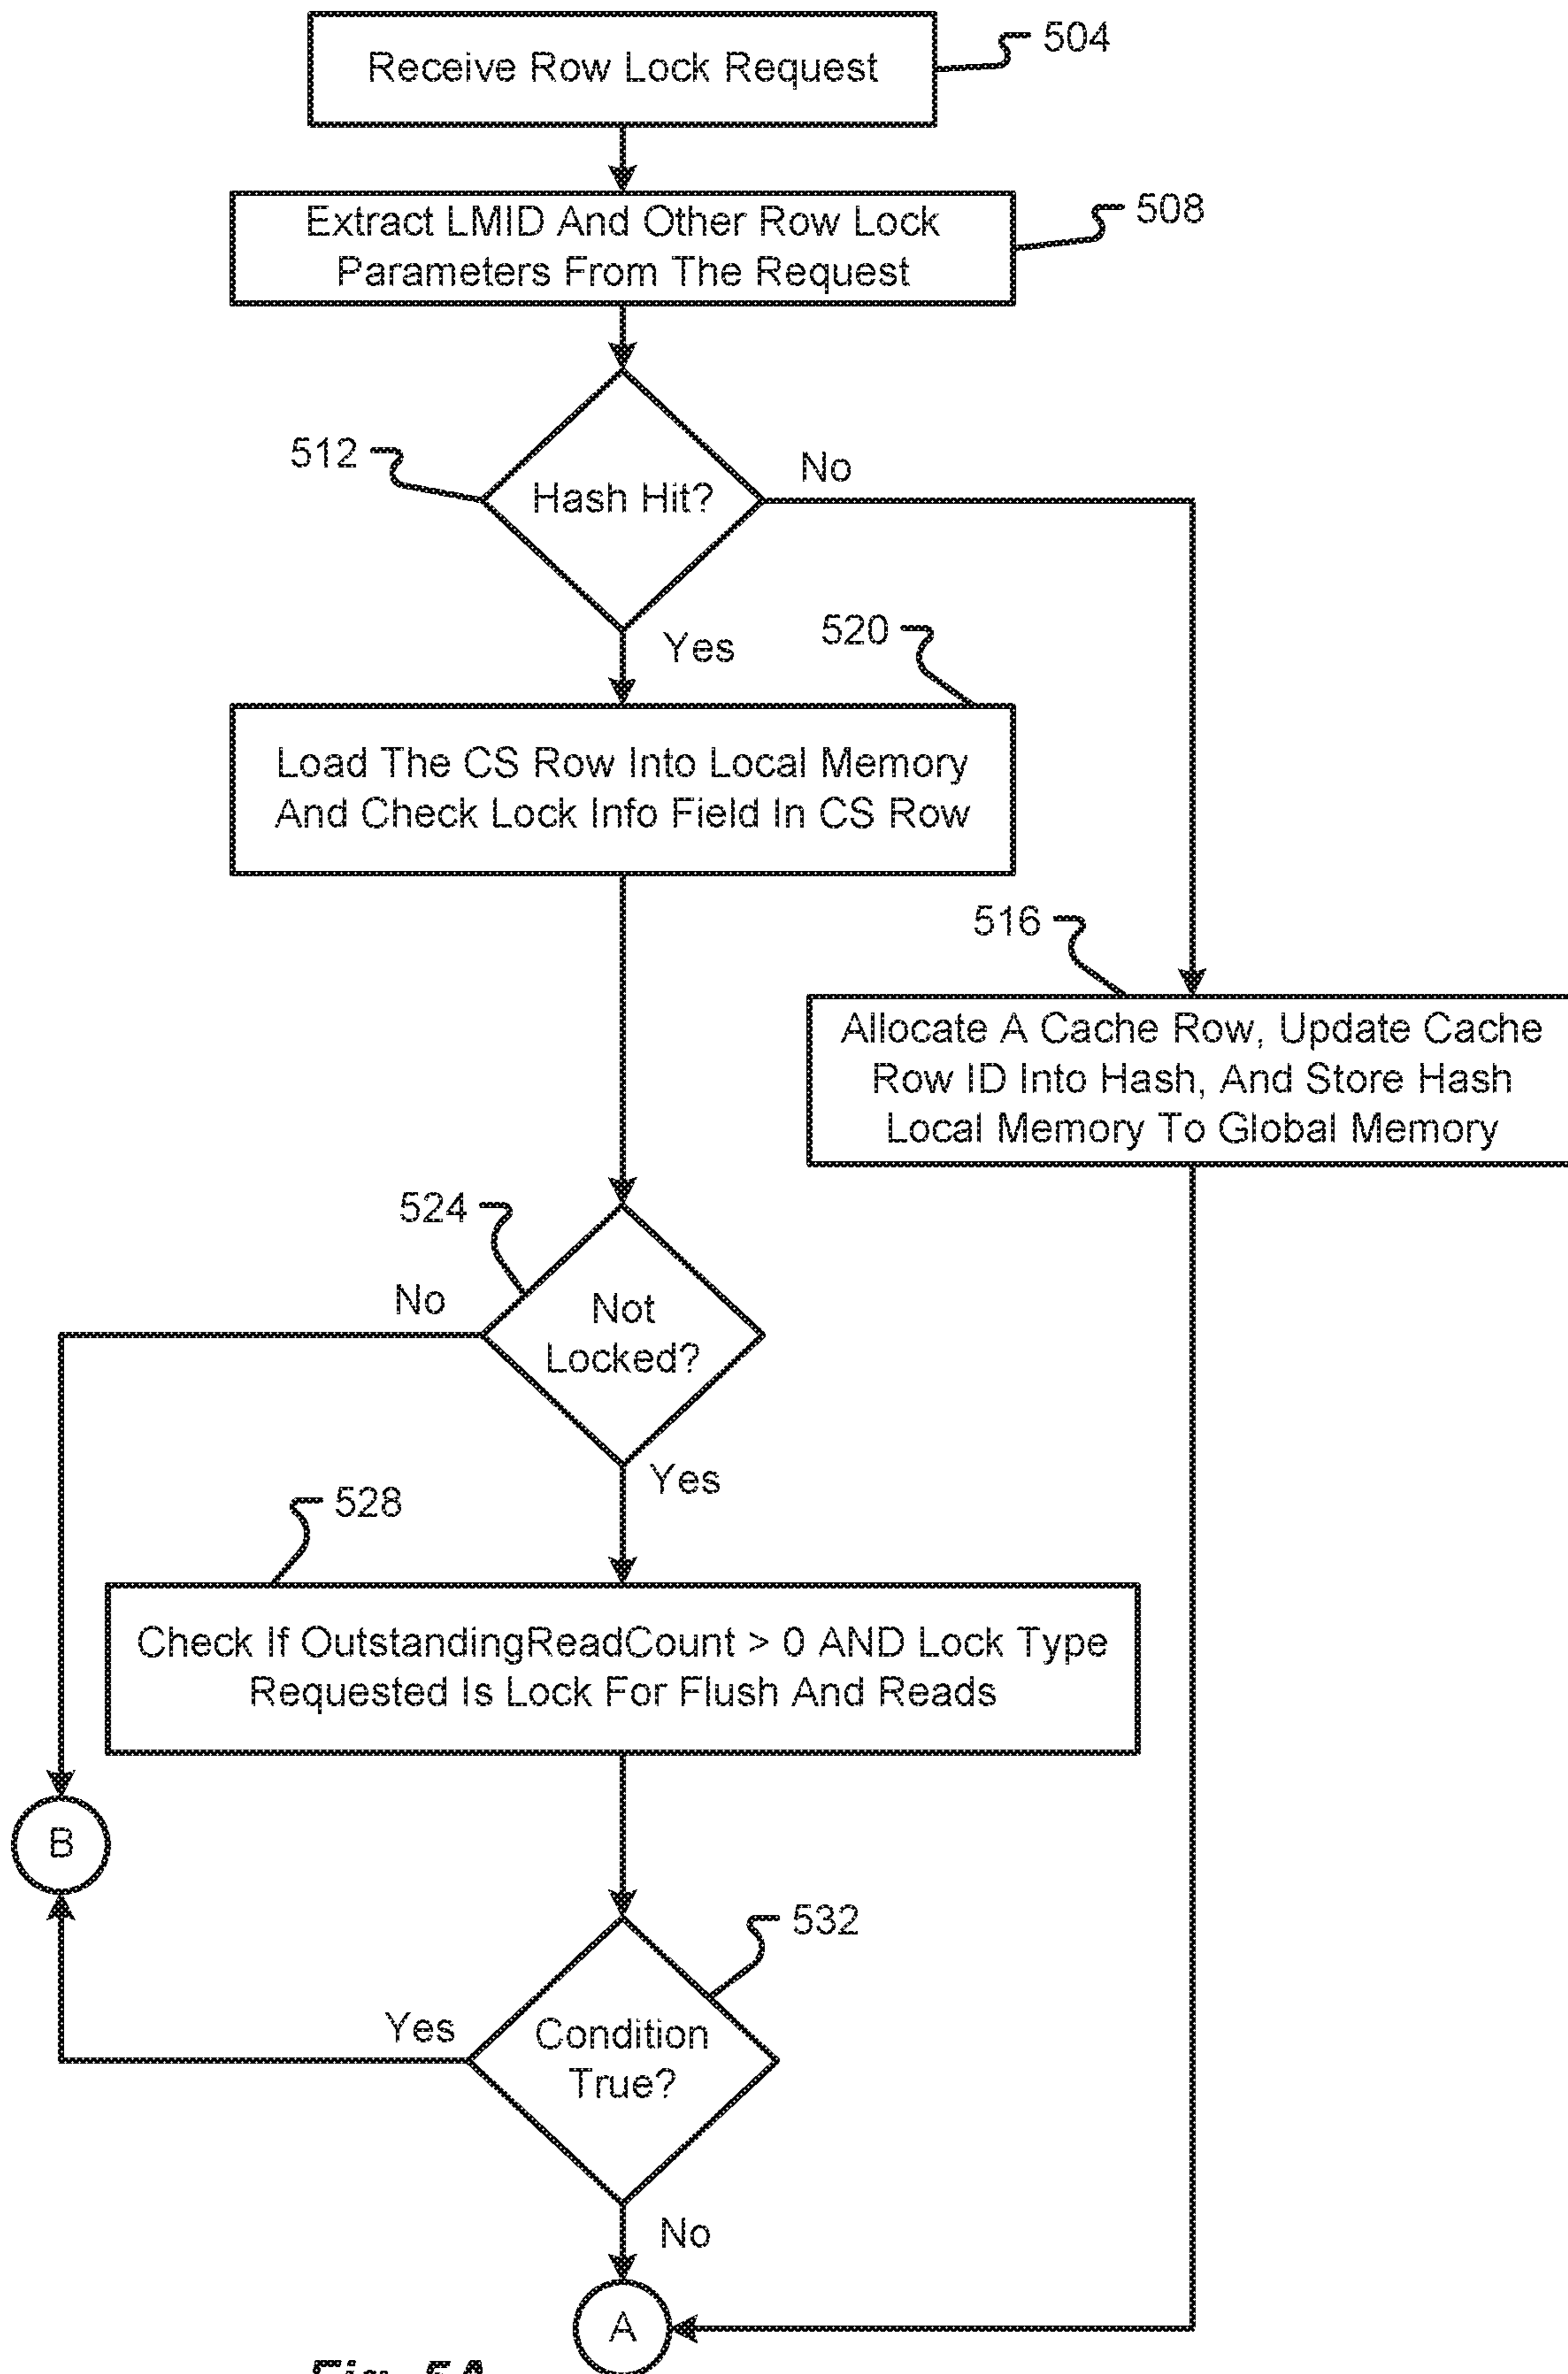 Receive Row Lock Request
504
Extract LMID And Other Row Lock
Parameters From The Request
508
512
Hash Hit?
No
Yes
520
Load The CS Row Into Local Memory
And Check Lock Info Field In CS Row
516
Allocate A Cache Row, Update Cache
Row ID Into Hash, And Store Hash
Local Memory To Global Memory
524
No
Not
Locked?
Yes
528
Check If OutstandingReadCount > 0 AND Lock Type
Requested Is Lock For Flush And Reads
B
532
Yes
Condition
True?
No
A
Fig. 5A